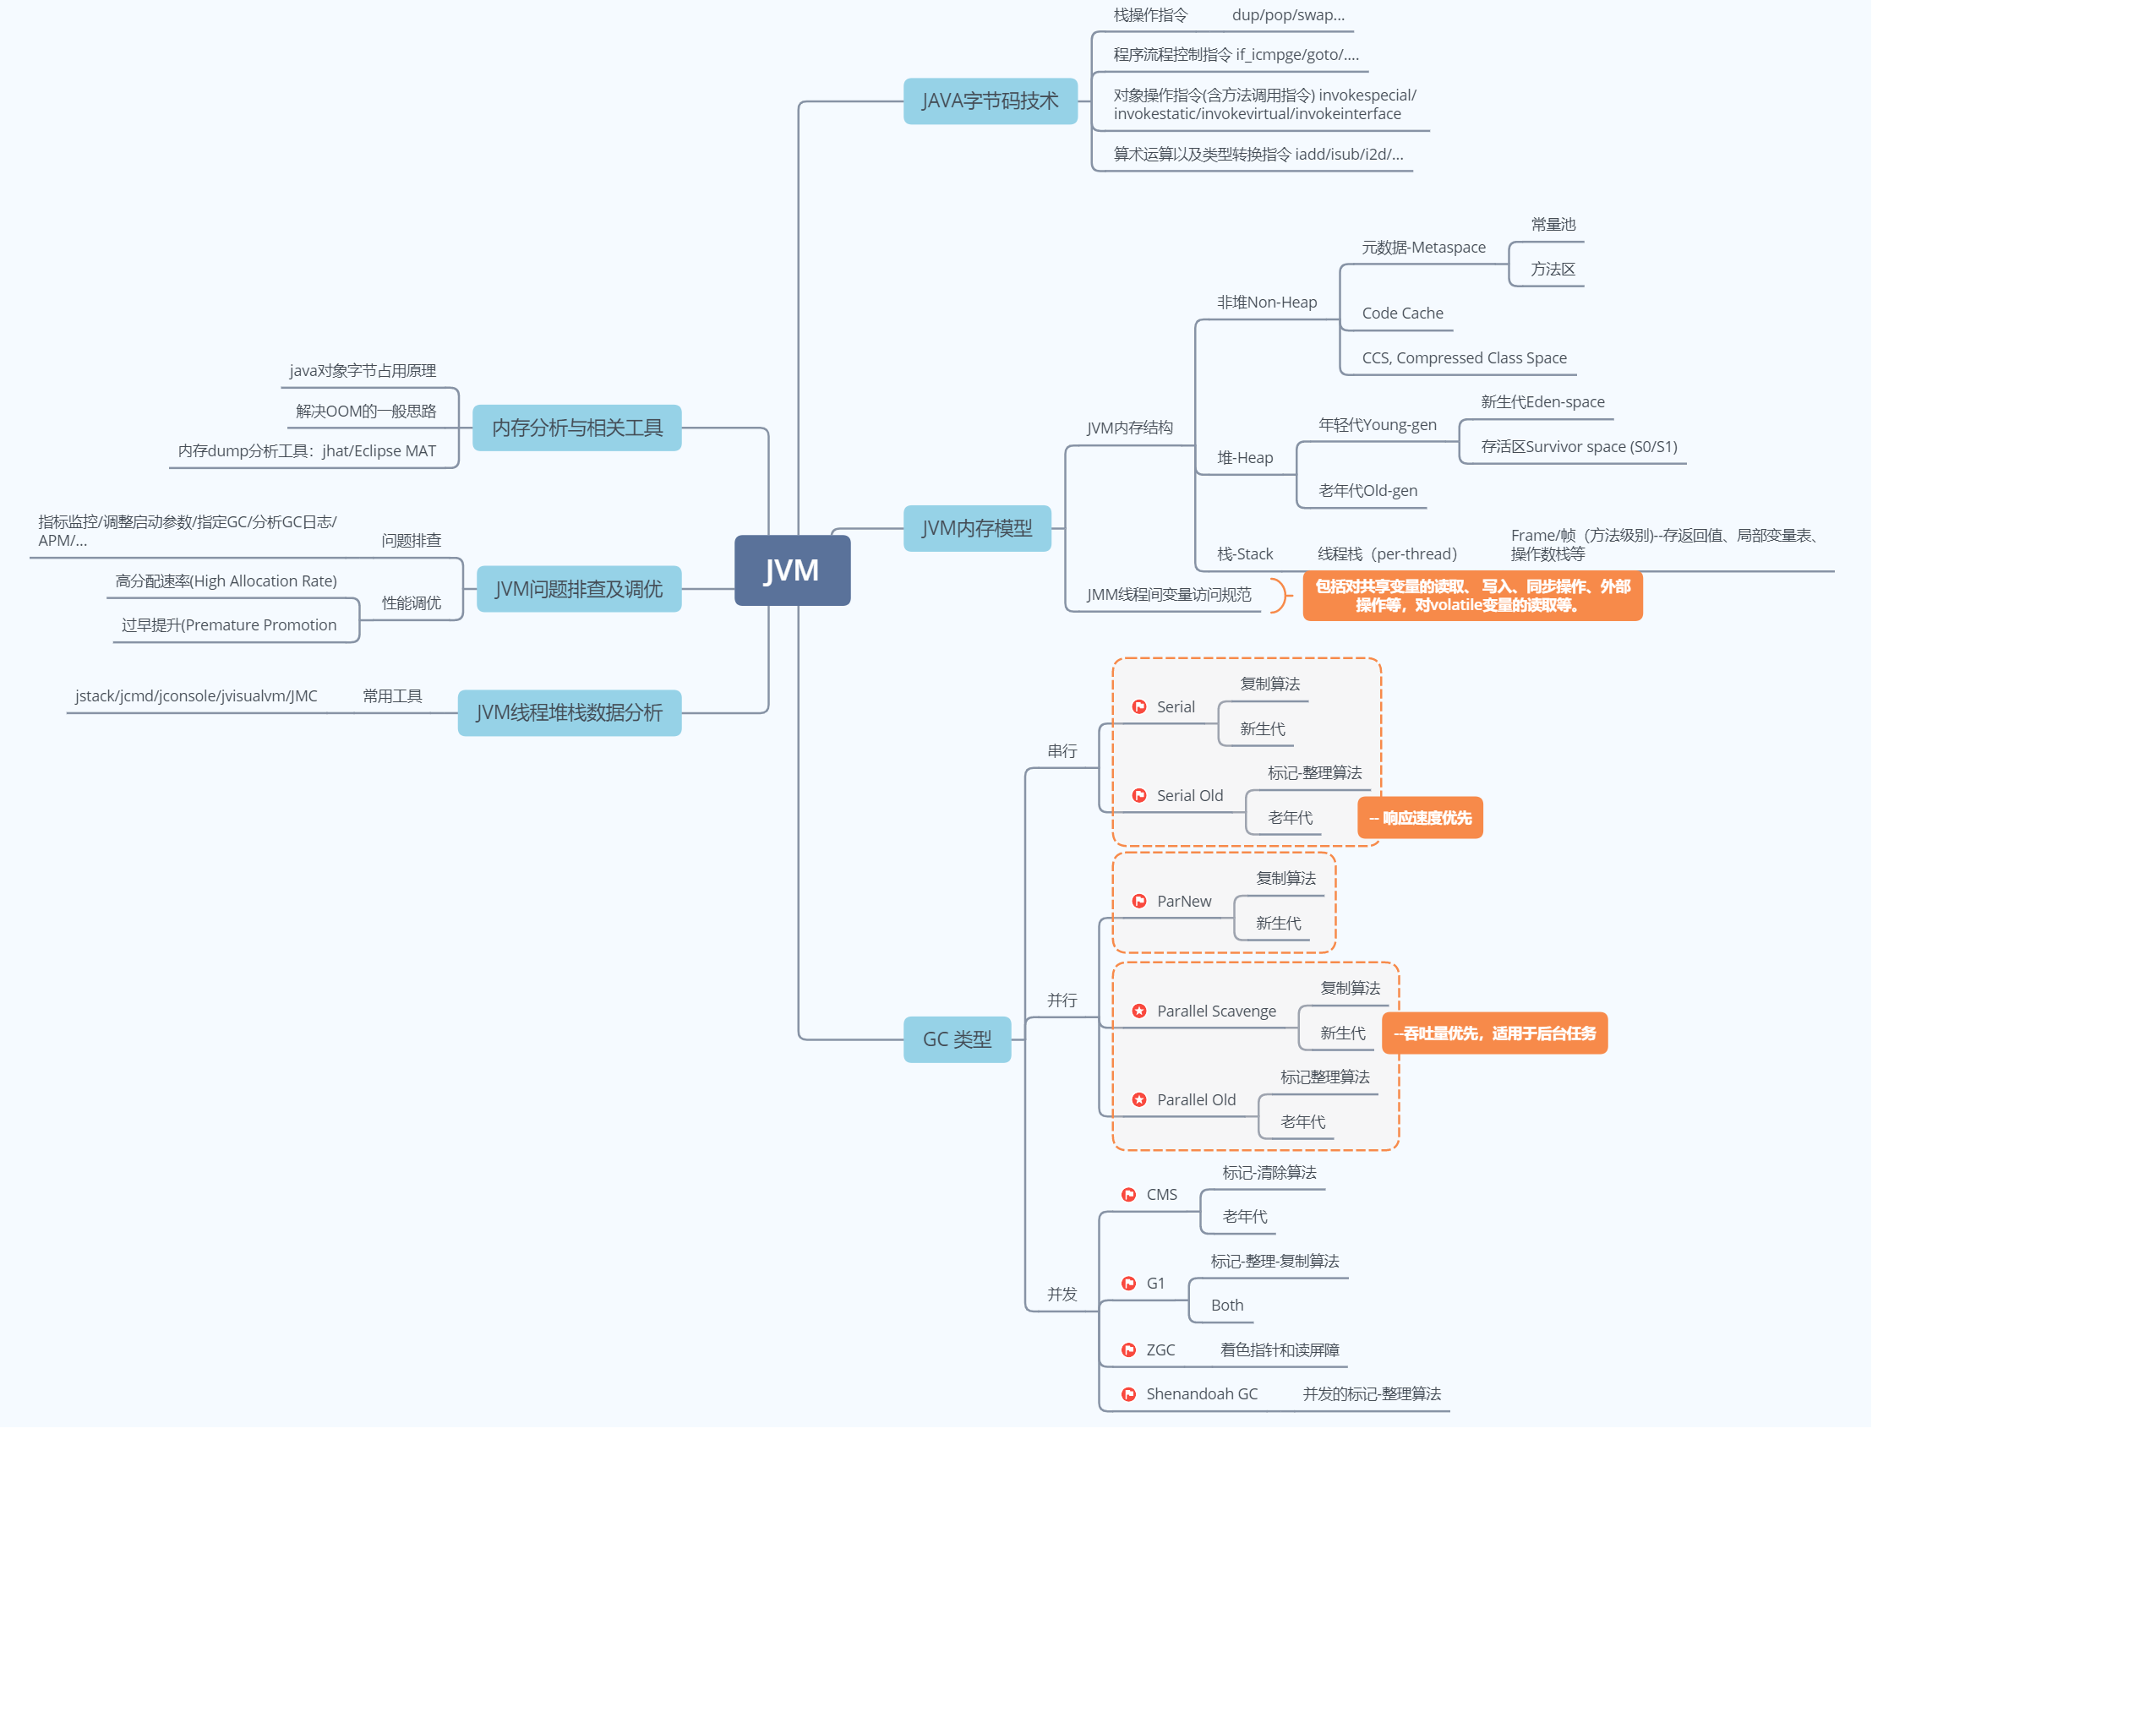 JVM
JAVA字节码技术
栈操作指令
dup/pop/swap...
程序流程控制指令 if_icmpge/goto/....
对象操作指令(含方法调用指令) invokespecial/
invokestatic/invokevirtual/invokeinterface
算术运算以及类型转换指令 iadd/isub/i2d/...
JVM内存模型
JVM内存结构
非堆Non-Heap
元数据-Metaspace
常量池
方法区
Code Cache
CCS, Compressed Class Space
堆-Heap
年轻代Young-gen
新生代Eden-space
存活区Survivor space (S0/S1)
老年代Old-gen
栈-Stack
线程栈（per-thread）
Frame/帧（方法级别)--存返回值、局部变量表、
操作数栈等
JMM线程间变量访问规范
包括对共享变量的读取、 写入、同步操作、外部
操作等，对volatile变量的读取等。
GC 类型
串行
Serial
复制算法
新生代
Serial Old
标记-整理算法
老年代
-- 响应速度优先
并行
ParNew
复制算法
新生代
Parallel Scavenge
复制算法
新生代
--吞吐量优先，适用于后台任务
Parallel Old
标记整理算法
老年代
并发
CMS
标记-清除算法
老年代
G1
标记-整理-复制算法
Both
ZGC
着色指针和读屏障
Shenandoah GC
并发的标记-整理算法
内存分析与相关工具
java对象字节占用原理
解决OOM的一般思路
内存dump分析工具：jhat/Eclipse MAT
JVM问题排查及调优
问题排查
指标监控/调整启动参数/指定GC/分析GC日志/
APM/...
性能调优
高分配速率(High Allocation Rate)
过早提升(Premature Promotion
JVM线程堆栈数据分析
常用工具
jstack/jcmd/jconsole/jvisualvm/JMC